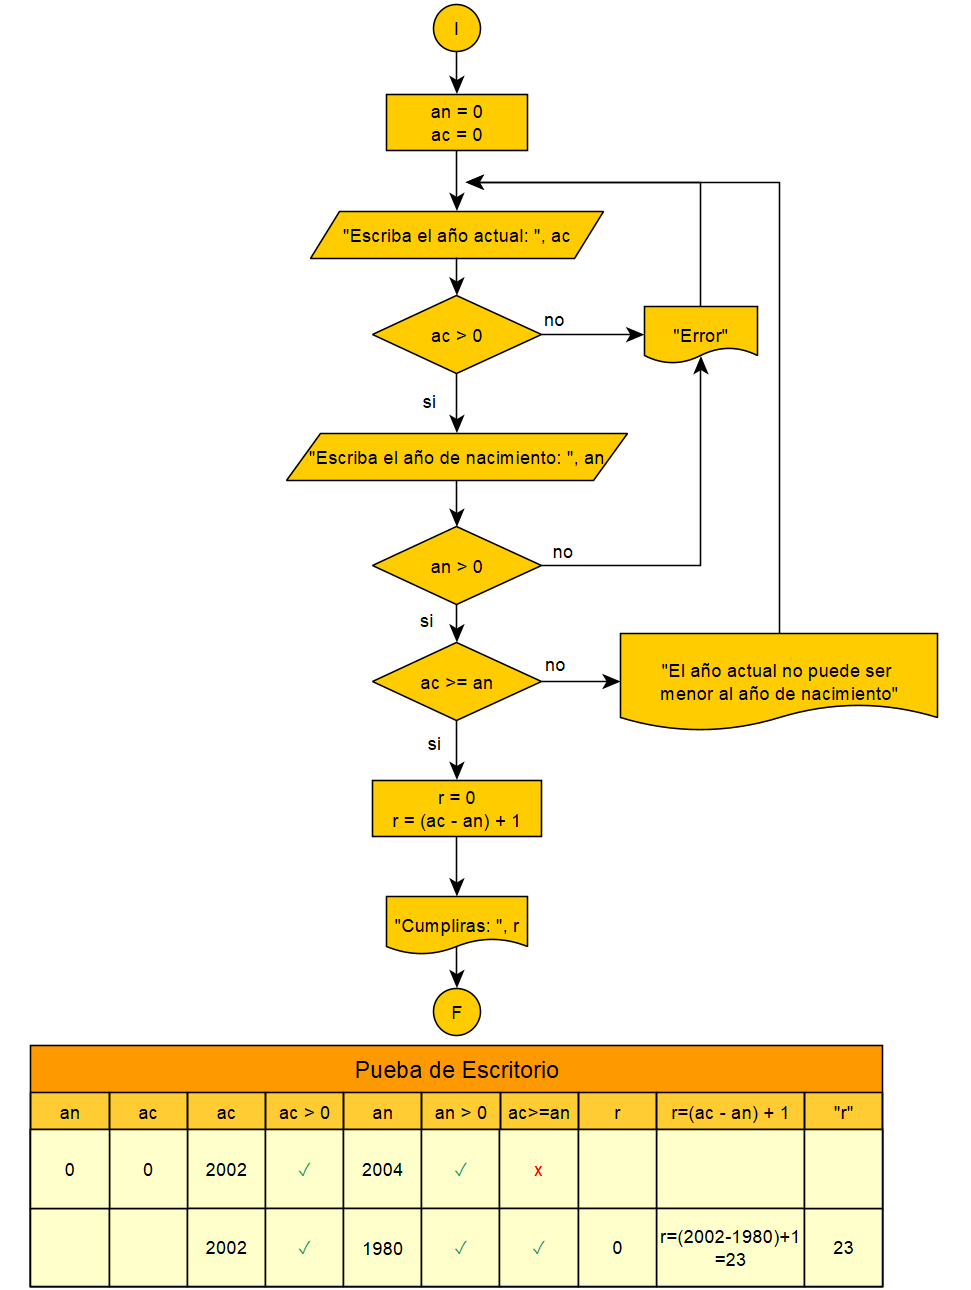 I
an = 0
ac = 0
"Escriba el año actual: ", ac
ac > 0
no
"Error"
si
"Escriba el año de nacimiento: ", an
an > 0
no
si
ac >= an
no
"El año actual no puede ser
menor al año de nacimiento"
si
r = 0
r = (ac - an) + 1
"Cumpliras: ", r
F
Pueba de Escritorio
an ac ac ac > 0 an an > 0 ac>=an r r=(ac - an) + 1 "r"
0 0 2002 ✓ 2004 ✓ x
2002 ✓ 1980 ✓ ✓ 0 r=(2002-1980)+1 23
=23